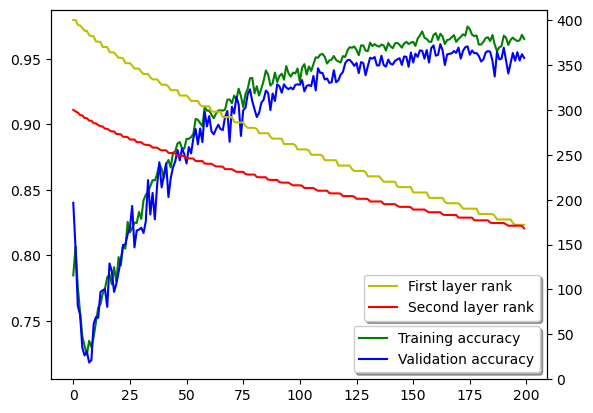 0.95
0.90
0.85
0.80
0.75
400
350
300
250
200
150
100
50
0
First layer rank
Second layer rank
Training accuracy
Validation accuracy
0 25 50 75 100 125 150 175 200